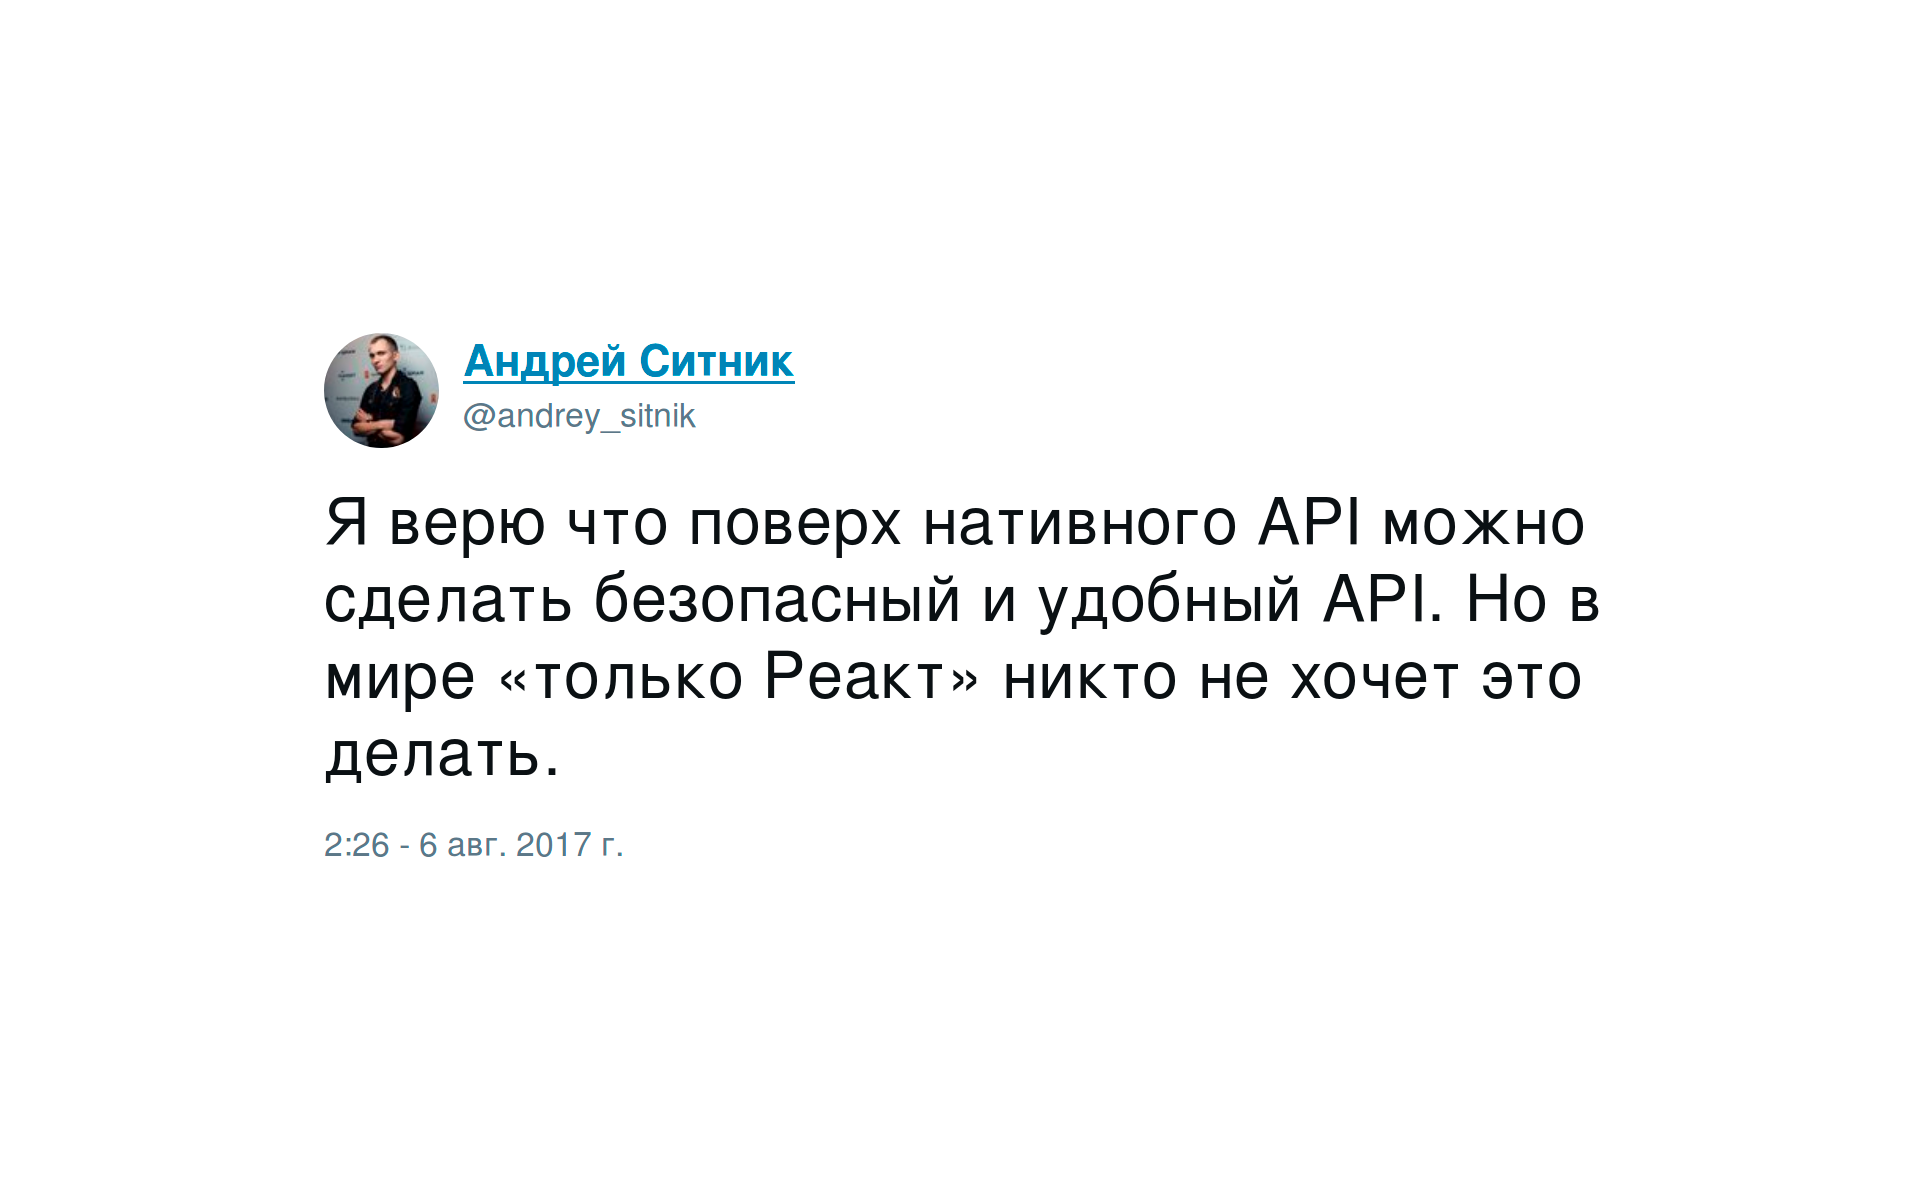 Андрей Ситник
@andrey_sitnik
Я верю что поверх нативного API можно
сделать безопасный и удобный API. Но в
мире «только Реакт» никто не хочет это
делать.
2:26 - 6 авг. 2017 г.